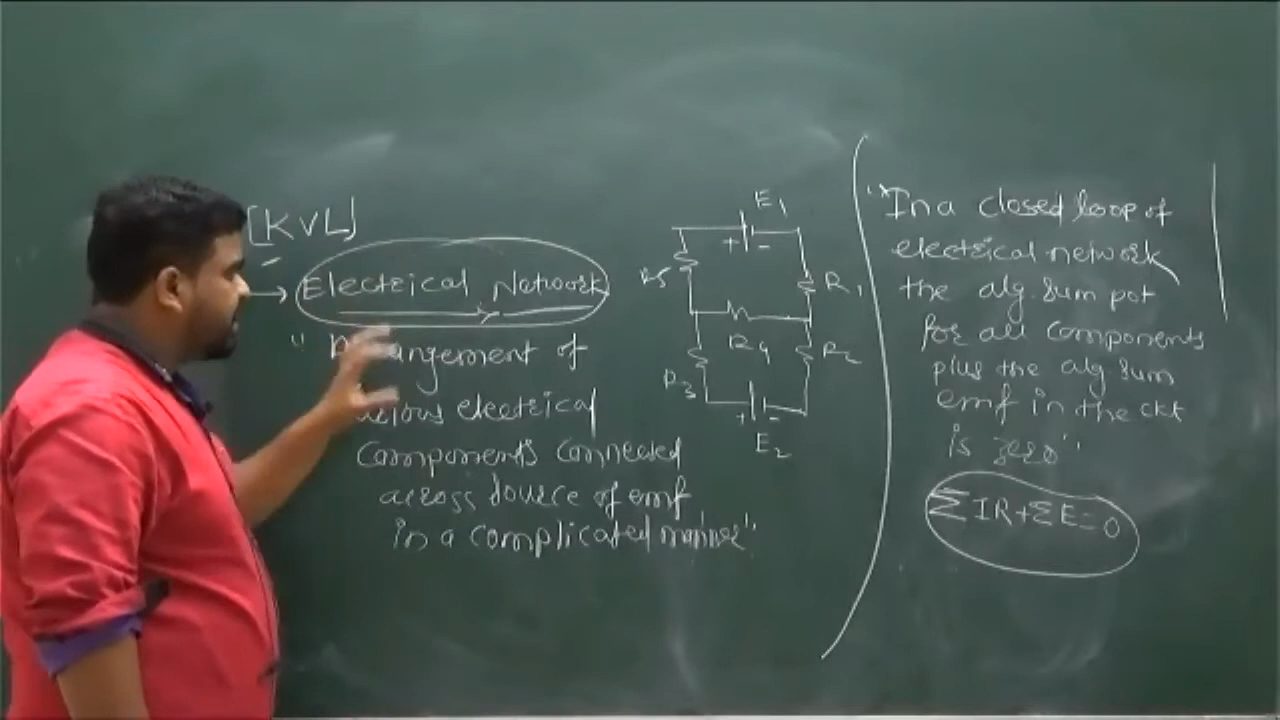 [KVL]
→ Electrical Network
" Arrangement of
various electrical
components connected
across source of emf
in a complicated manner"
E1
+ -
R5
R1
R4
R3
R2
+ -
E2
"In a closed loop of
electrical network
the alg. sum pot
for all components
plus the alg sum
emf in the ckt
is zero"
ΣIR+ΣE=0